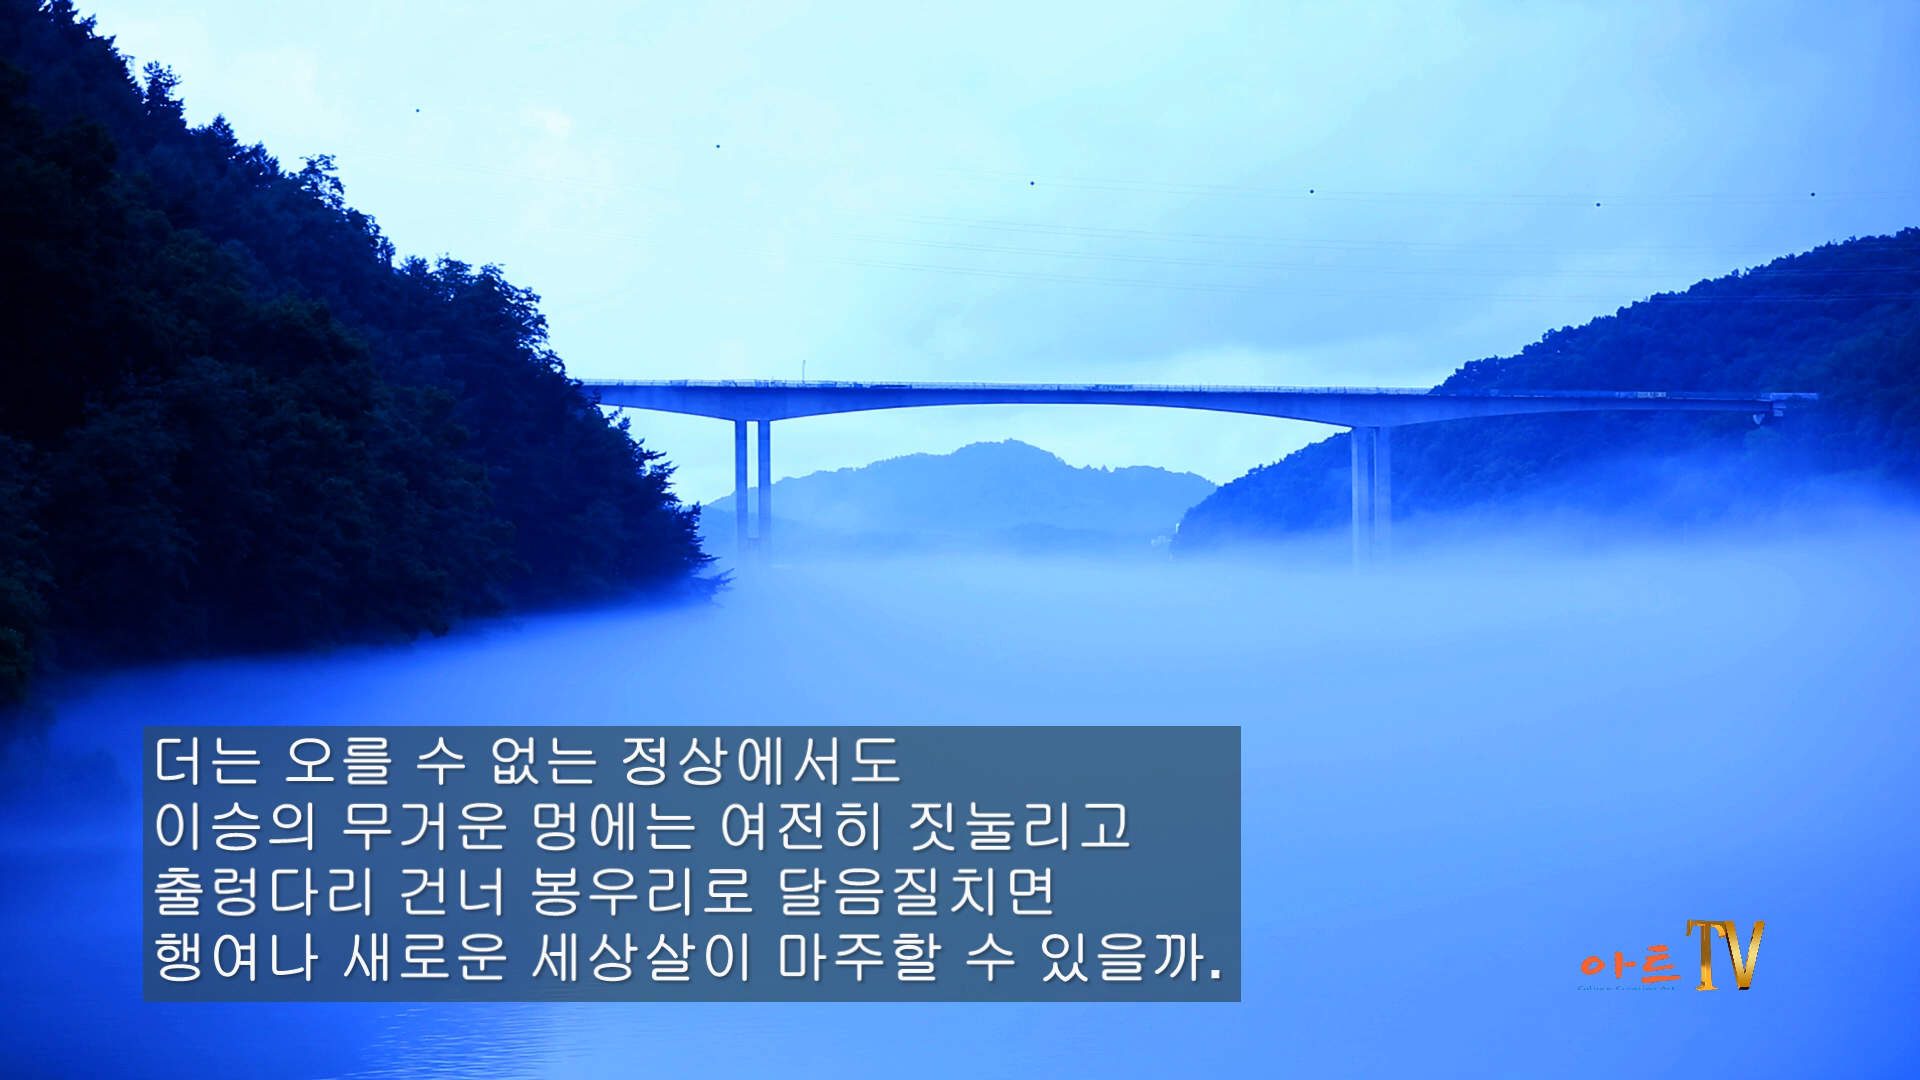 더는 오를 수 없는 정상에서도
이승의 무거운 멍에는 여전히 짓눌리고
출렁다리 건너 봉우리로 달음질치면
행여나 새로운 세상살이 마주할 수 있을까.
아트TV